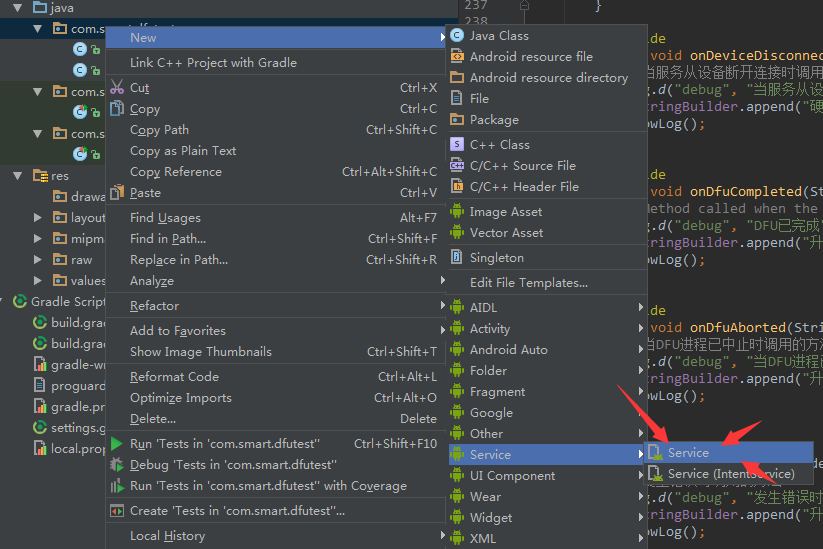 java
com.s
New
Link C++ Project with Gradle
Cut Ctrl+X
Copy Ctrl+C
Copy Path Ctrl+Shift+C
Copy as Plain Text
Copy Reference Ctrl+Alt+Shift+C
Paste Ctrl+V
Find Usages Alt+F7
Find in Path... Ctrl+Shift+F
Replace in Path... Ctrl+Shift+R
Analyze
Refactor
Add to Favorites
Show Image Thumbnails Ctrl+Shift+T
Reformat Code Ctrl+Alt+L
Optimize Imports Ctrl+Alt+O
Delete... Delete
Run 'Tests in 'com.smart.dfutest'' Ctrl+Shift+F10
Debug 'Tests in 'com.smart.dfutest''
Run 'Tests in 'com.smart.dfutest'' with Coverage
Create 'Tests in 'com.smart.dfutest''...
Local History
com.s
com.s
res
drawa
layout
mipm
raw
values
Gradle Script
build.grad
build.grad
gradle-wr
proguard
gradle.pr
settings.g
local.prop
Java Class
Android resource file
Android resource directory
File
Package
C++ Class
C/C++ Source File
C/C++ Header File
Image Asset
Vector Asset
Singleton
Edit File Templates...
AIDL
Activity
Android Auto
Folder
Fragment
Google
Other
Service
UI Component
Wear
Widget
XML
Service
Service (IntentService)
237 }
238
ide
void onDeviceDisconnec
当服务从设备断开连接时调用
g.d("debug", "当服务从设
tringBuilder.append("硬
owLog();
ide
void onDfuCompleted(St
Method called when the
g.d("debug", "DFU已完成"
tringBuilder.append("升
owLog();
ide
void onDfuAborted(Stri
当DFU进程已中止时调用的方法
g.d("debug", "当DFU进程已
tringBuilder.append("升
owLog();
de
g.d("debug", "发生错误时
tringBuilder.append("升
owLog();